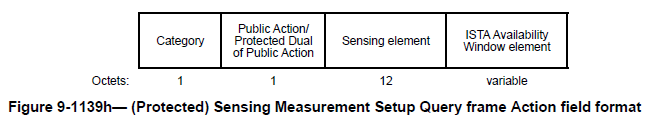 Category
Public Action/
Protected Dual
of Public Action
Sensing element
ISTA Availability
Window element
Octets: 1 1 12 variable
Figure 9-1139h— (Protected) Sensing Measurement Setup Query frame Action field format